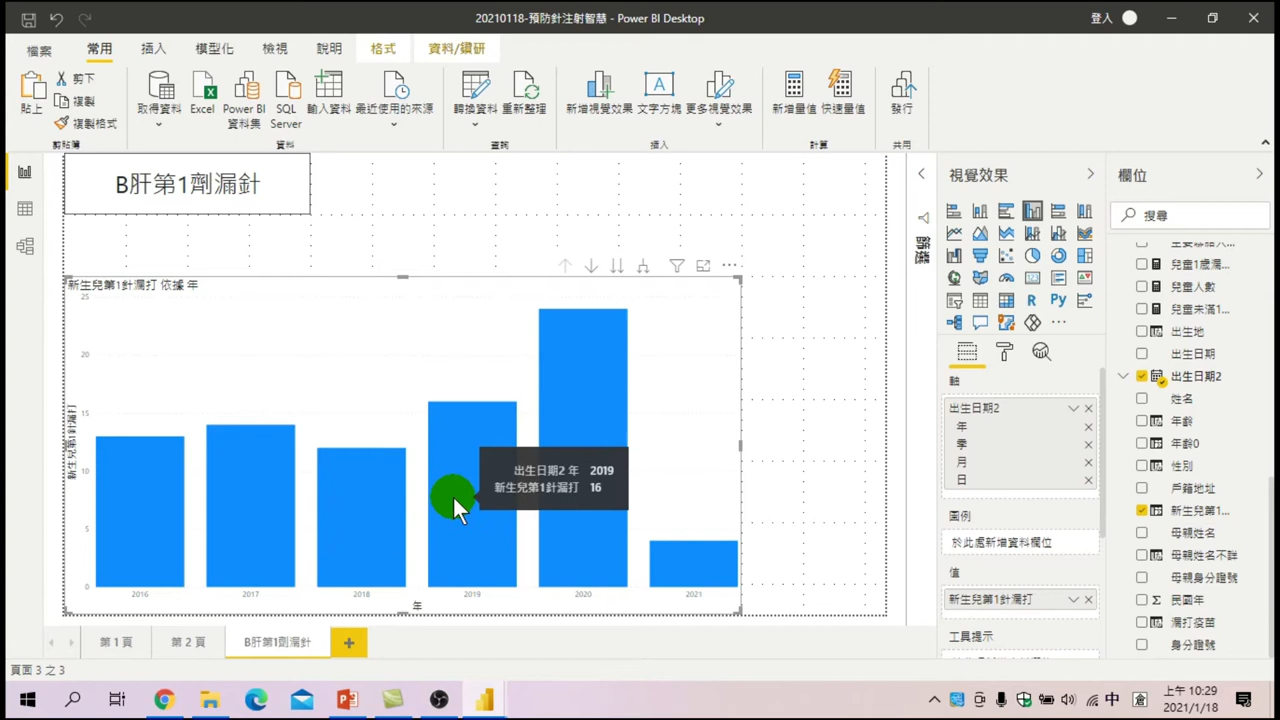 20210118-預防針注射智慧 - Power BI Desktop
登入
檔案 常用 插入 模型化 檢視 說明 格式 資料/鑽研
貼上
剪下
複製
複製格式
取得資料
Excel
Power BI 資料集
SQL Server
輸入資料
最近使用的來源
轉換資料
重新整理
新增視覺效果
文字方塊
更多視覺效果
新增量值
快速量值
發行
剪貼簿
資料
查詢
插入
計算
共用
B肝第1劑漏針
新生兒第1針漏打 依據 年
25
20
15
10
5
0
新生兒第1針漏打
2016 2017 2018 2019 2020 2021
年
出生日期2 年 2019
新生兒第1針漏打 16
篩選
視覺效果
R Py
軸
出生日期2
年
季
月
日
圖例
於此處新增資料欄位
值
新生兒第1針漏打
工具提示
欄位
搜尋
兒童1歲漏...
兒童人數
兒童未滿1...
出生地
出生日期
出生日期2
姓名
年齡
年齡0
性別
戶籍地址
新生兒第1...
母親姓名
母親姓名不詳
母親身分證號
民國年
漏打疫苗
身分證號
第 1 頁
第 2 頁
B肝第1劑漏針
頁面 3 之 3
中
倉
上午 10:29
2021/1/18